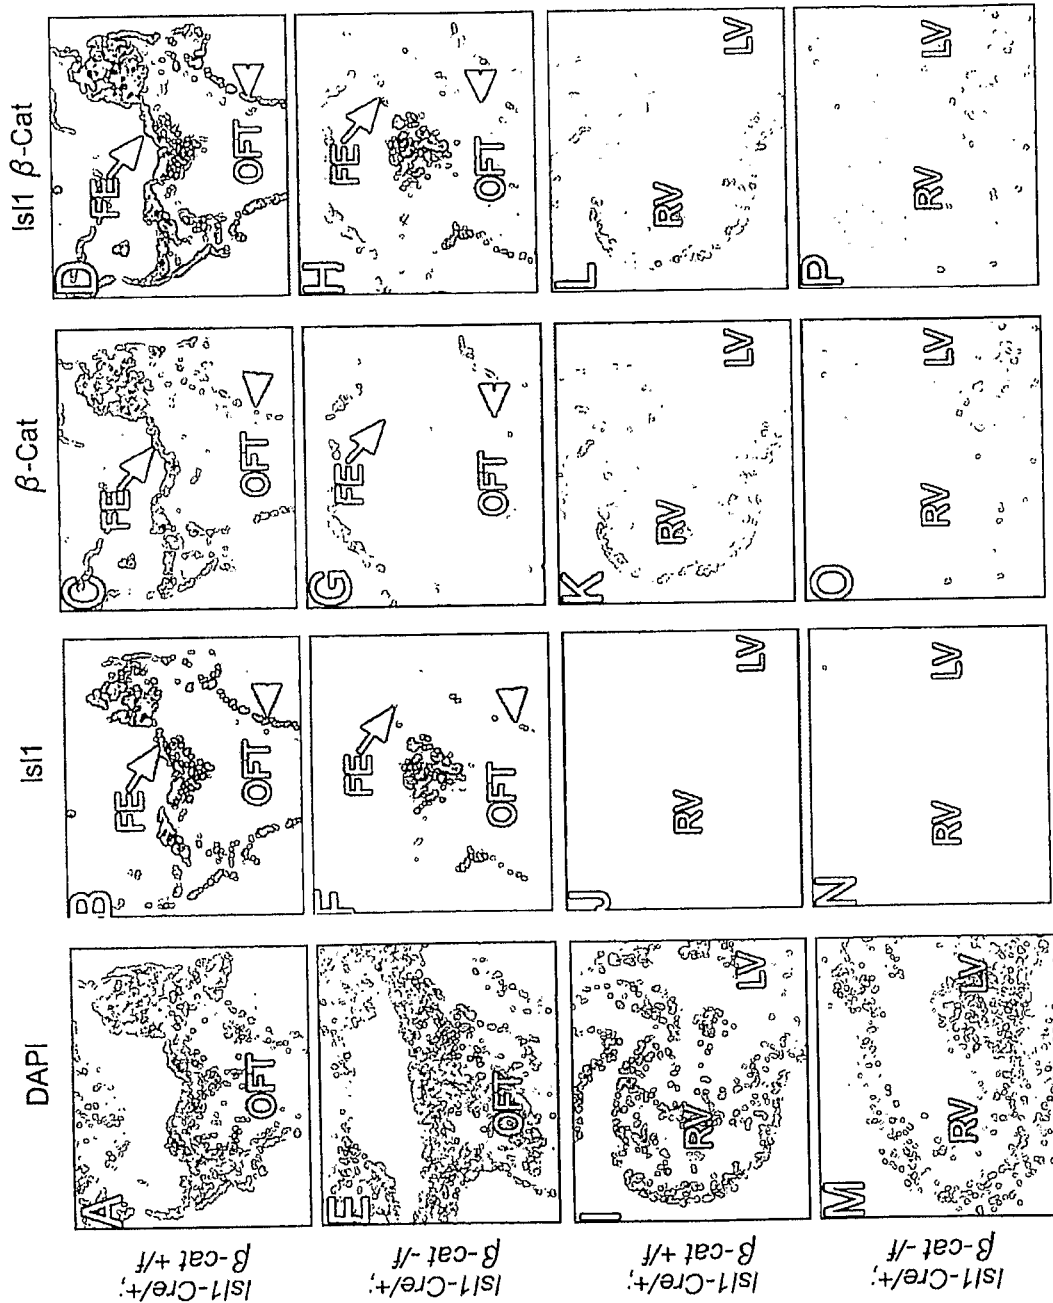 DAPI
Isl1
β-Cat
Isl1 β-Cat
Isl1-Cre/+;
β-cat +/f
A
OFT
B
FE
OFT
C
FE
OFT
D
FE
OFT
Isl1-Cre/+;
β-cat -/f
E
OFT
F
FE
OFT
G
FE
OFT
H
FE
OFT
Isl1-Cre/+;
β-cat +/f
I
RV
LV
J
RV
LV
K
RV
LV
L
RV
LV
Isl1-Cre/+;
β-cat -/f
M
RV
LV
N
RV
LV
O
RV
LV
P
RV
LV